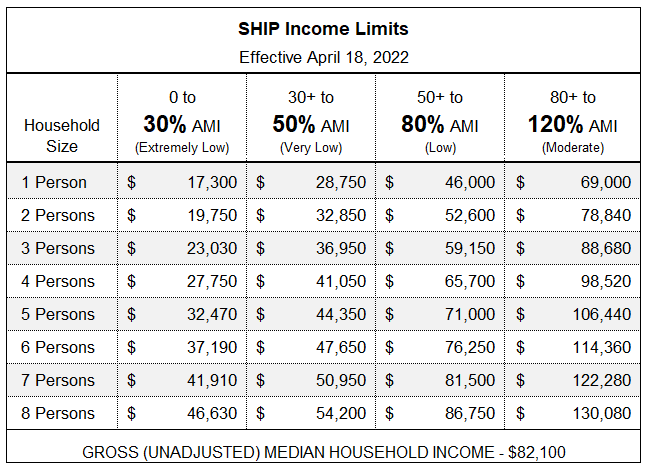 SHIP Income Limits
Effective April 18, 2022
Household Size
0 to 30% AMI (Extremely Low)
30+ to 50% AMI (Very Low)
50+ to 80% AMI (Low)
80+ to 120% AMI (Moderate)
1 Person $ 17,300 $ 28,750 $ 46,000 $ 69,000
2 Persons $ 19,750 $ 32,850 $ 52,600 $ 78,840
3 Persons $ 23,030 $ 36,950 $ 59,150 $ 88,680
4 Persons $ 27,750 $ 41,050 $ 65,700 $ 98,520
5 Persons $ 32,470 $ 44,350 $ 71,000 $ 106,440
6 Persons $ 37,190 $ 47,650 $ 76,250 $ 114,360
7 Persons $ 41,910 $ 50,950 $ 81,500 $ 122,280
8 Persons $ 46,630 $ 54,200 $ 86,750 $ 130,080
GROSS (UNADJUSTED) MEDIAN HOUSEHOLD INCOME - $82,100